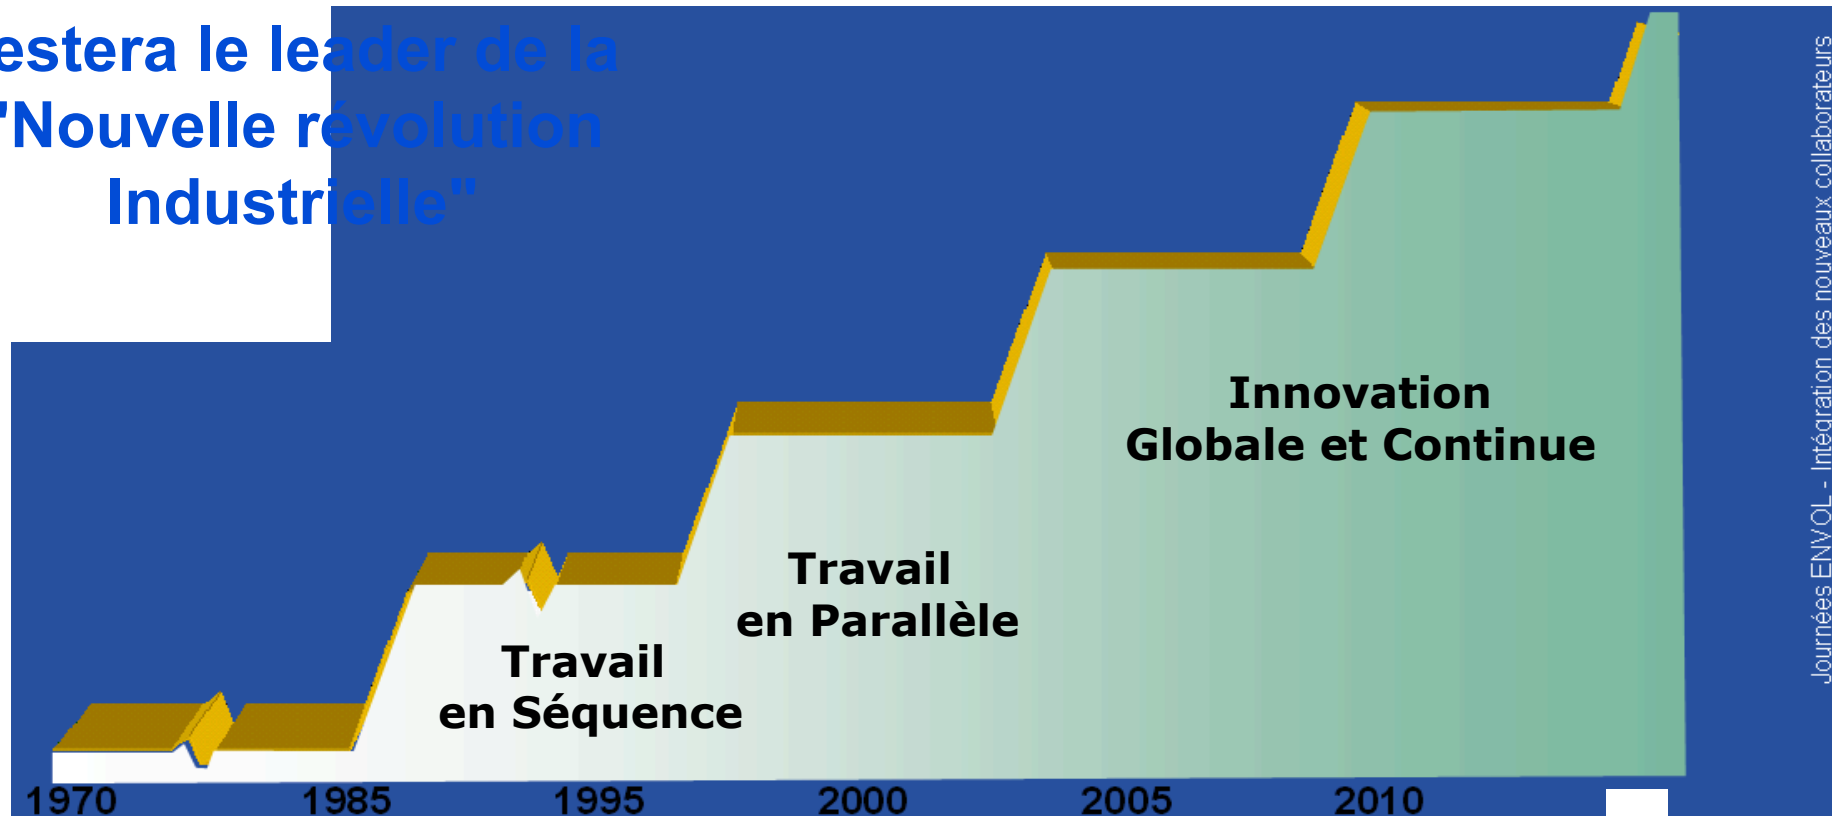 estera le leader de la
"Nouvelle révolution
Industrielle"
Innovation
Globale et Continue
Travail
en Parallèle
Travail
en Séquence
1970 1985 1995 2000 2005 2010
Journées ENVOL - Intégration des nouveaux collaborateurs